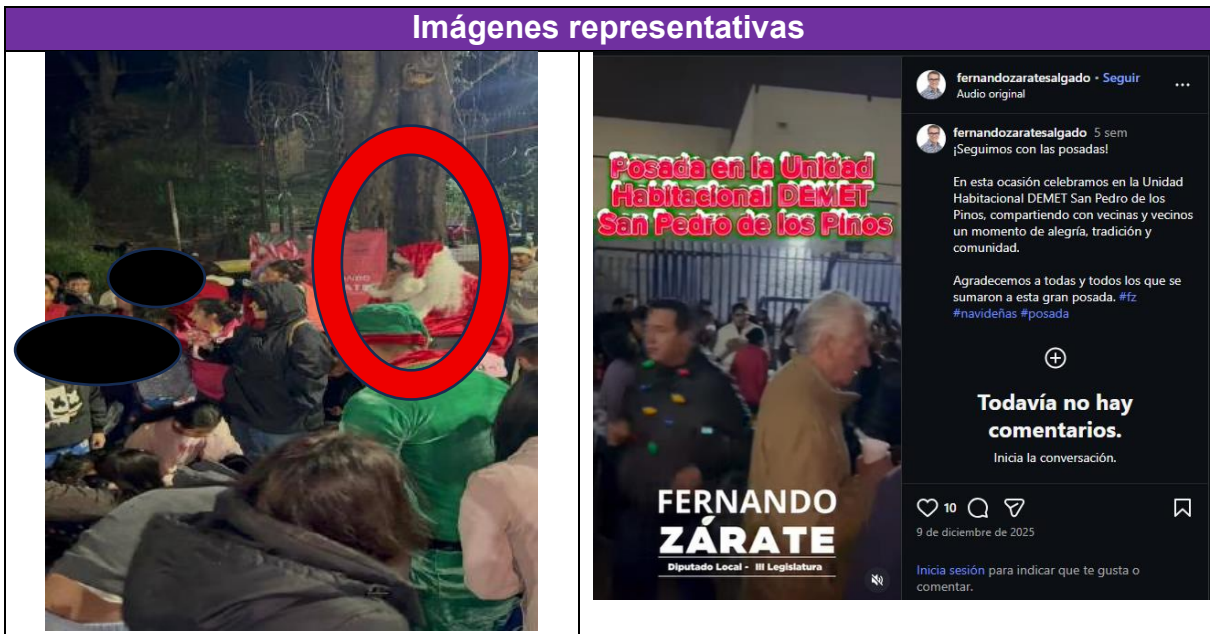 Imágenes representativas
Posada en la Unidad
Habitacional DEMET
San Pedro de los Pinos
FERNANDO
ZÁRATE
Diputado Local - III Legislatura
fernandozaratesalgado • Seguir
Audio original
fernandozaratesalgado 5 sem
¡Seguimos con las posadas!
En esta ocasión celebramos en la Unidad
Habitacional DEMET San Pedro de los
Pinos, compartiendo con vecinas y vecinos
un momento de alegría, tradición y
comunidad.
Agradecemos a todas y todos los que se
sumaron a esta gran posada. #fz
#navideñas #posada
Todavía no hay
comentarios.
Inicia la conversación.
10
9 de diciembre de 2025
Inicia sesión para indicar que te gusta o
comentar.